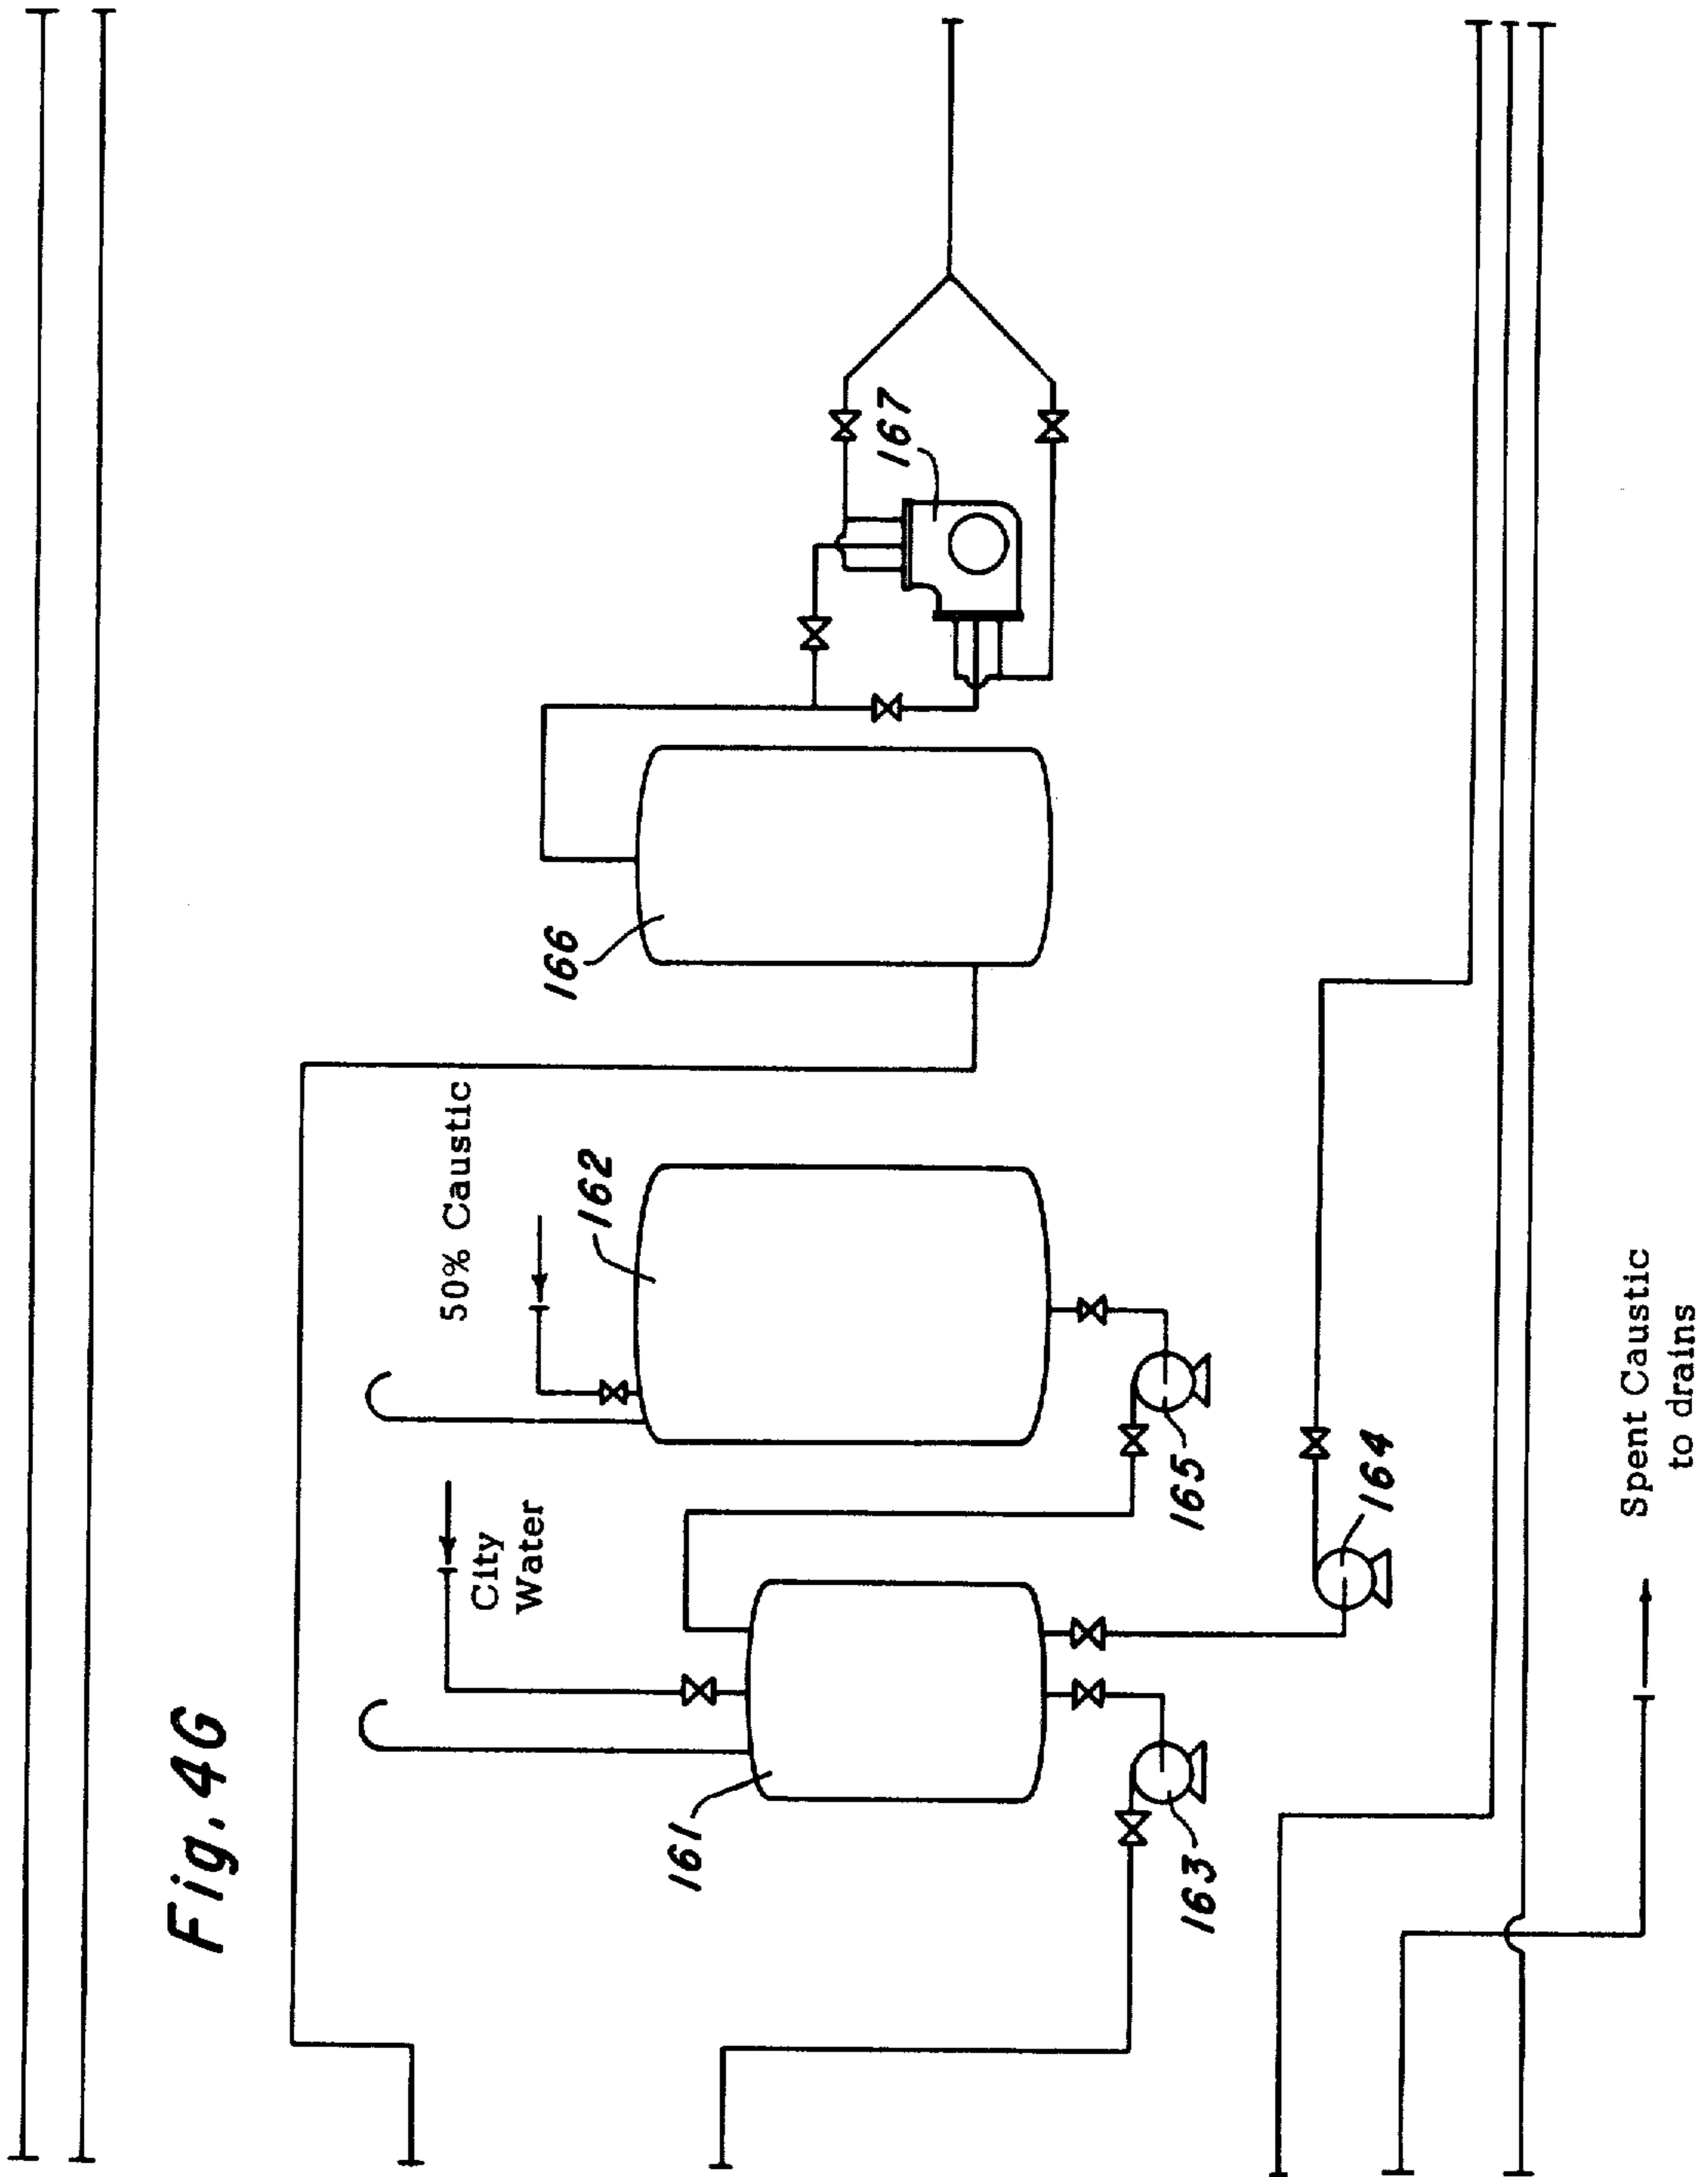 Fig. 4G
50% Caustic
City
Water
161
162
163
164
165
166
167
Spent Caustic
to drains